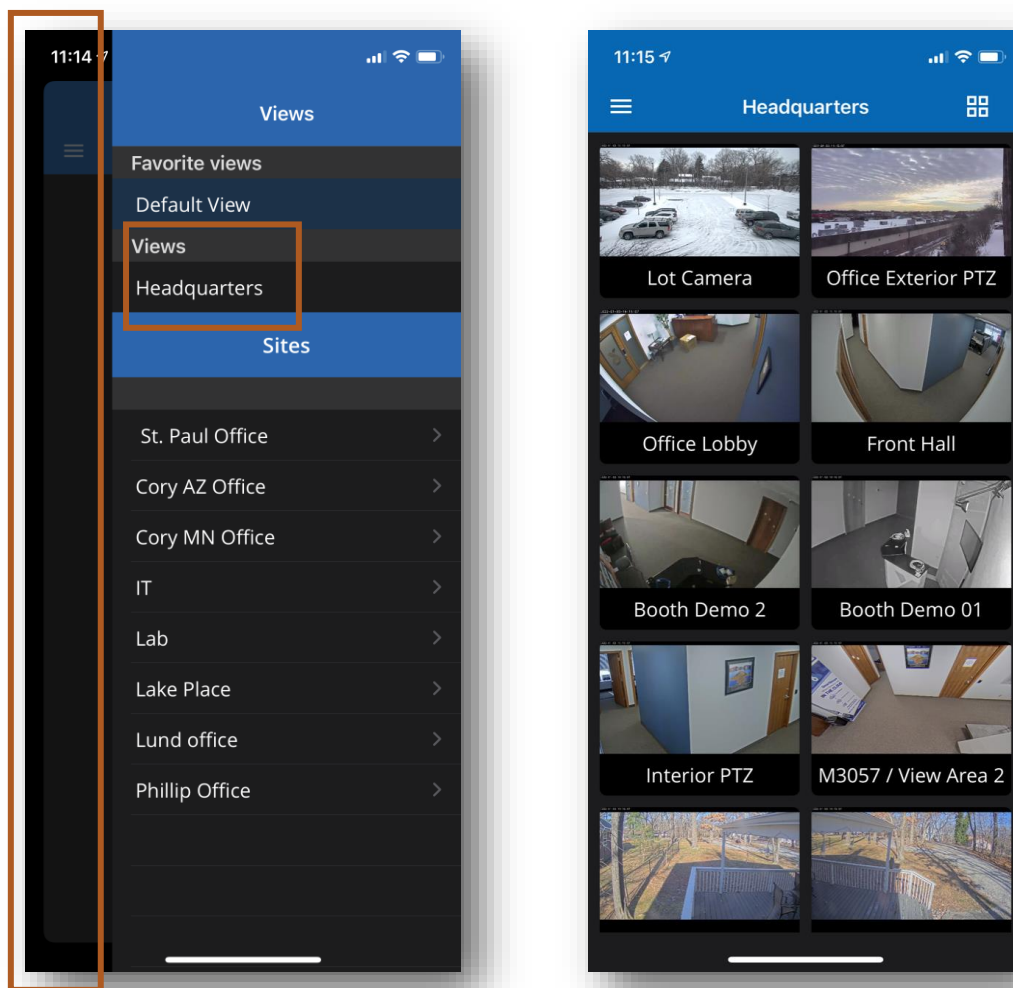 11:14
Views
Favorite views
Default View
Views
Headquarters
Sites
St. Paul Office
Cory AZ Office
Cory MN Office
IT
Lab
Lake Place
Lund office
Phillip Office
11:15
Headquarters
Lot Camera
Office Exterior PTZ
Office Lobby
Front Hall
Booth Demo 2
Booth Demo 01
Interior PTZ
M3057 / View Area 2